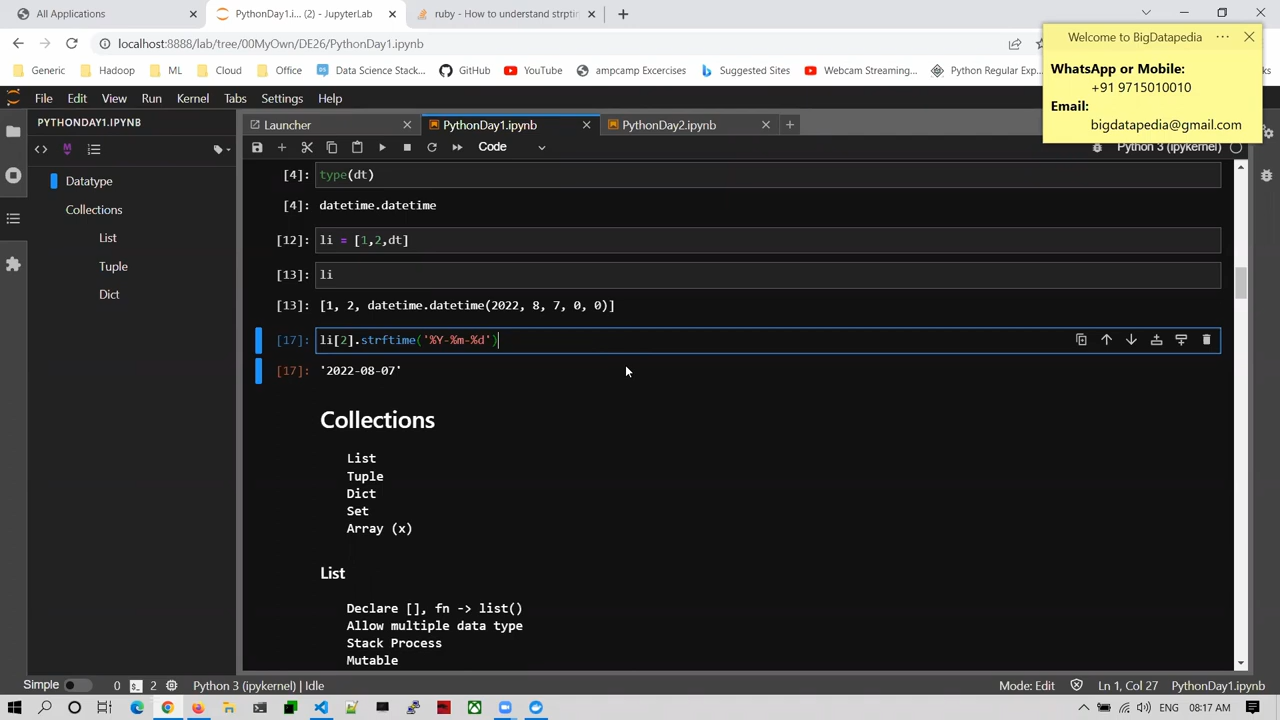 All Applications
PythonDay1.i... (2) - JupyterLab
ruby - How to understand strpti
localhost:8888/lab/tree/00MyOwn/DE26/PythonDay1.ipynb
Generic
Hadoop
ML
Cloud
Office
Data Science Stack...
GitHub
YouTube
ampcamp Excercises
Suggested Sites
Webcam Streaming...
Python Regular Exp...
Welcome to BigDatapedia
WhatsApp or Mobile:
+91 9715010010
Email:
bigdatapedia@gmail.com
File Edit View Run Kernel Tabs Settings Help
PYTHONDAY1.IPYNB
Launcher
PythonDay1.ipynb
PythonDay2.ipynb
Code
Python 3 (ipykernel)
Datatype
Collections
List
Tuple
Dict
[4]: type(dt)
[4]: datetime.datetime
[12]: li = [1,2,dt]
[13]: li
[13]: [1, 2, datetime.datetime(2022, 8, 7, 0, 0)]
[17]: li[2].strftime('%Y-%m-%d')
[17]: '2022-08-07'
Collections
List
Tuple
Dict
Set
Array (x)
List
Declare [], fn -> list()
Allow multiple data type
Stack Process
Mutable
Simple 0 2 Python 3 (ipykernel) | Idle
Mode: Edit Ln 1, Col 27 PythonDay1.ipynb
ENG 08:17 AM